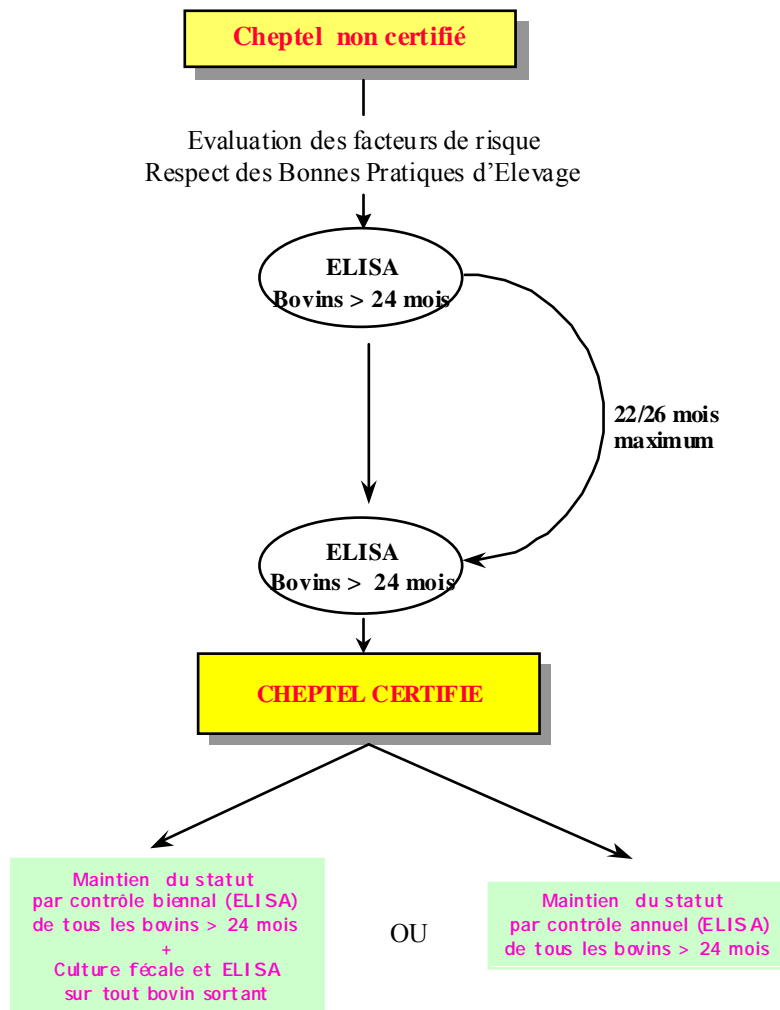 Cheptel non certifié
Evaluation des facteurs de risque
Respect des Bonnes Pratiques d'Elevage
ELISA
Bovins > 24 mois
22/26 mois
maximum
ELISA
Bovins > 24 mois
CHEPTEL CERTIFIE
Maintien du statut
par contrôle biennal (ELISA)
de tous les bovins > 24 mois
+
Culture fécale et ELISA
sur tout bovin sortant
OU
Maintien du statut
par contrôle annuel (ELISA)
de tous les bovins > 24 mois